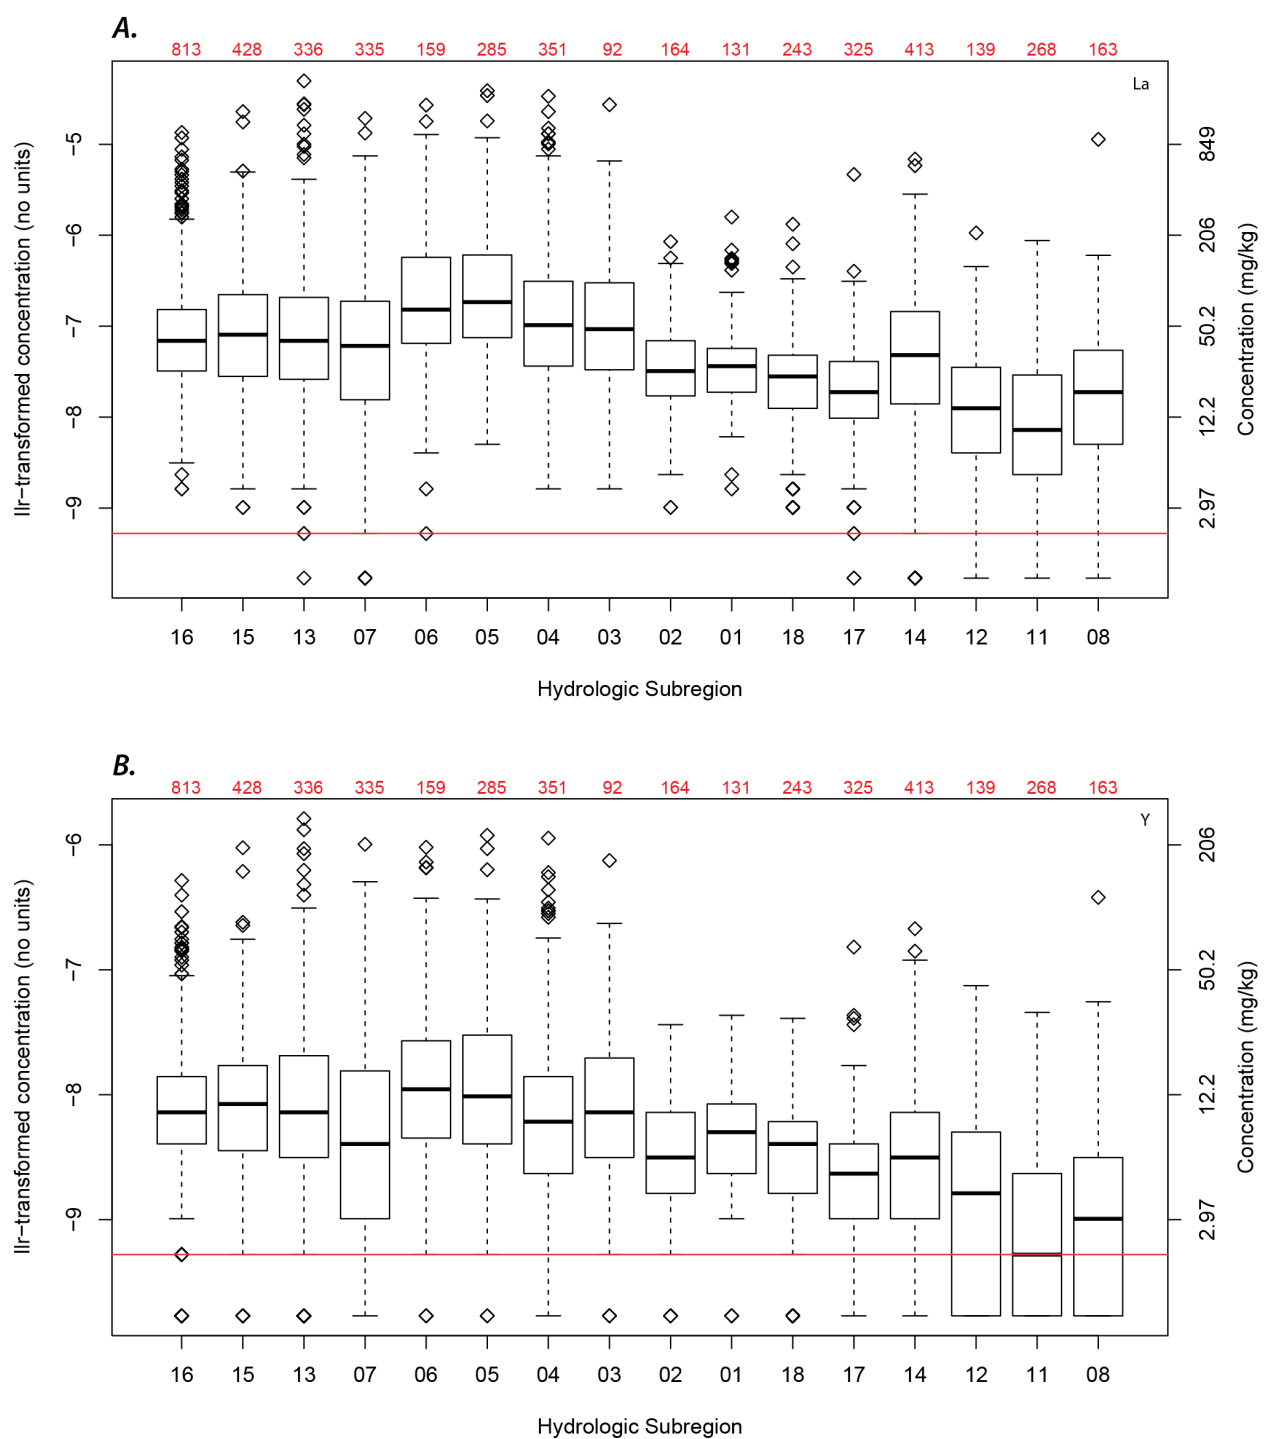 A.
813 428 336 335 159 285 351 92 164 131 243 325 413 139 268 163
La
Ilr−transformed concentration (no units)
-5
-6
-7
-8
-9
849
206
50.2
12.2
2.97
Concentration (mg/kg)
16 15 13 07 06 05 04 03 02 01 18 17 14 12 11 08
Hydrologic Subregion
B.
813 428 336 335 159 285 351 92 164 131 243 325 413 139 268 163
Y
Ilr−transformed concentration (no units)
-6
-7
-8
-9
206
50.2
12.2
2.97
Concentration (mg/kg)
16 15 13 07 06 05 04 03 02 01 18 17 14 12 11 08
Hydrologic Subregion